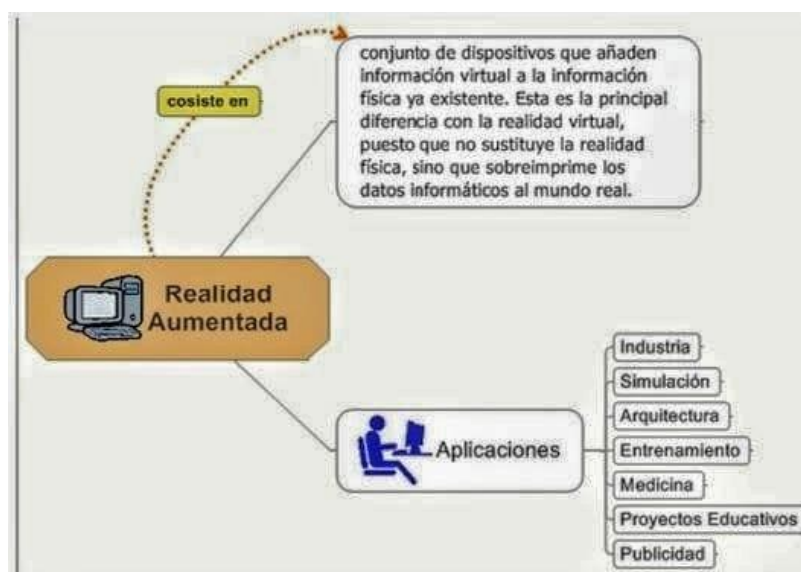 conjunto de dispositivos que añaden
información virtual a la información
física ya existente. Esta es la principal
diferencia con la realidad virtual,
puesto que no sustituye la realidad
física, sino que sobreimprime los
datos informáticos al mundo real.
cosiste en
Realidad
Aumentada
Aplicaciones
Industria
Simulación
Arquitectura
Entrenamiento
Medicina
Proyectos Educativos
Publicidad